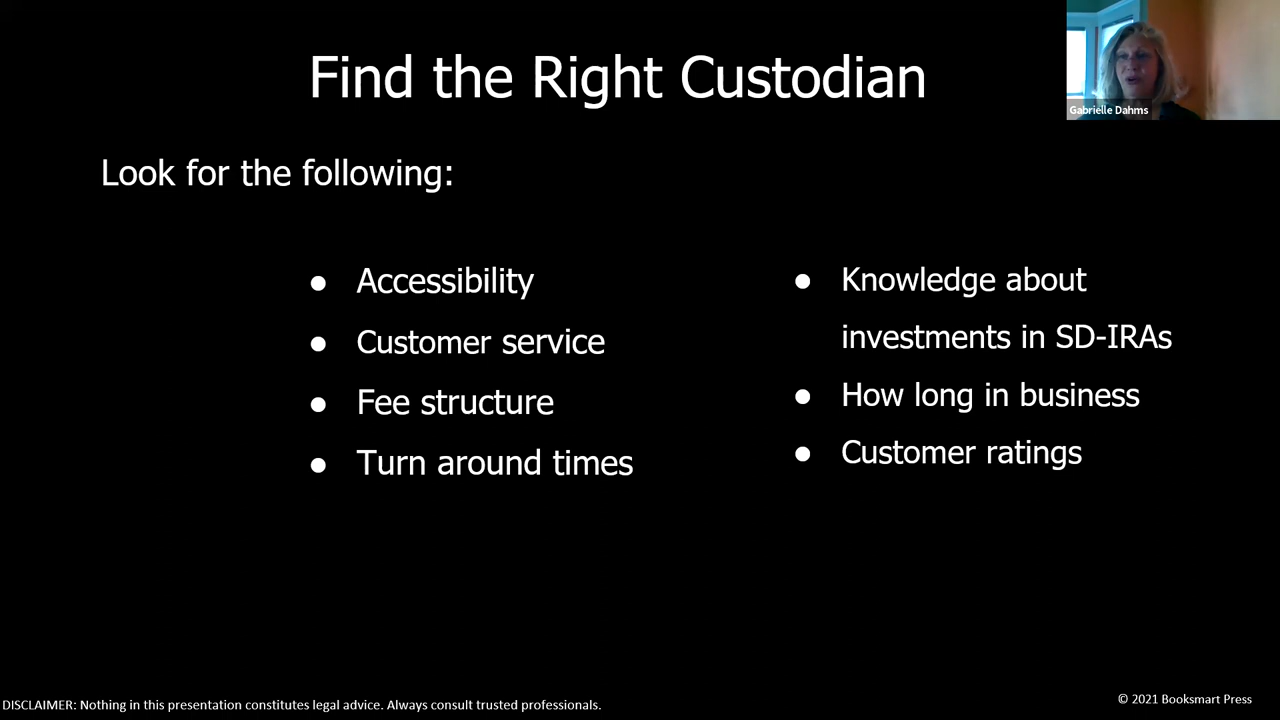 Find the Right Custodian
Gabrielle Dahms
Look for the following:
● Accessibility
● Customer service
● Fee structure
● Turn around times
● Knowledge about
investments in SD-IRAs
● How long in business
● Customer ratings
DISCLAIMER: Nothing in this presentation constitutes legal advice. Always consult trusted professionals.
© 2021 Booksmart Press